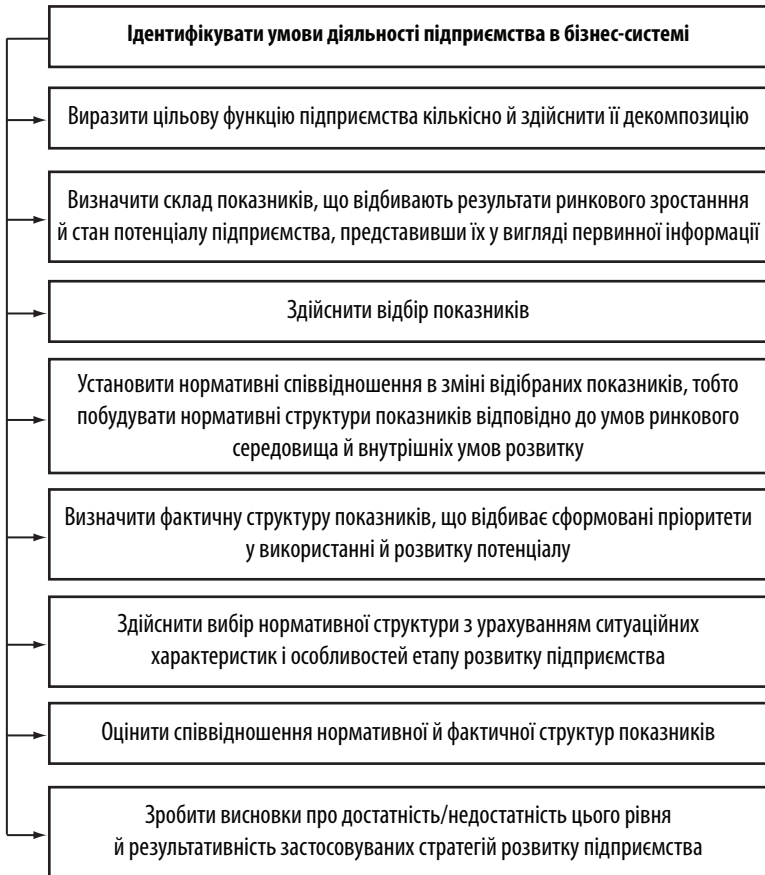 Ідентифікувати умови діяльності підприємства в бізнес-системі
Виразити цільову функцію підприємства кількісно й здійснити її декомпозицію
Визначити склад показників, що відбивають результати ринкового зростанння
й стан потенціалу підприємства, представивши їх у вигляді первинної інформації
Здійснити відбір показників
Установити нормативні співвідношення в зміні відібраних показників, тобто
побудувати нормативні структури показників відповідно до умов ринкового
середовища й внутрішніх умов розвитку
Визначити фактичну структуру показників, що відбиває сформовані пріоритети
у використанні й розвитку потенціалу
Здійснити вибір нормативної структури з урахуванням ситуаційних
характеристик і особливостей етапу розвитку підприємства
Оцінити співвідношення нормативної й фактичної структур показників
Зробити висновки про достатність/недостатність цього рівня
й результативність застосовуваних стратегій розвитку підприємства